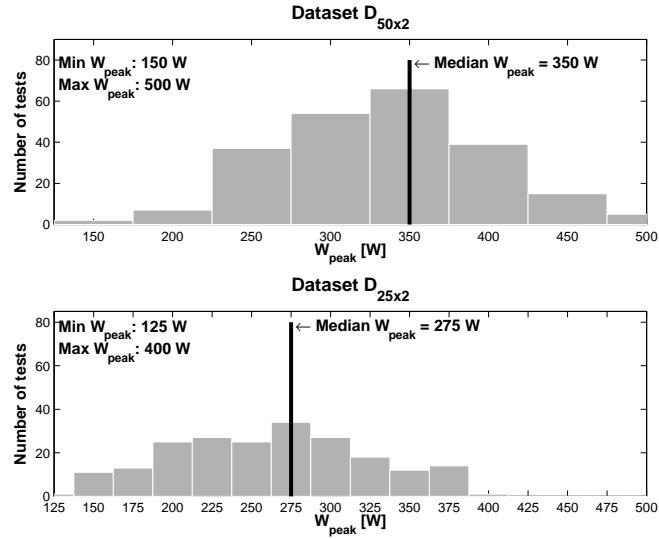 Dataset D50x2
Min Wpeak: 150 W
Max Wpeak: 500 W
← Median Wpeak = 350 W
Number of tests
80
60
40
20
0
150 200 250 300 350 400 450 500
Wpeak [W]
Dataset D25x2
Min Wpeak: 125 W
Max Wpeak: 400 W
← Median Wpeak = 275 W
Number of tests
80
60
40
20
0
125 150 175 200 225 250 275 300 325 350 375 400 425 450 475 500
Wpeak [W]